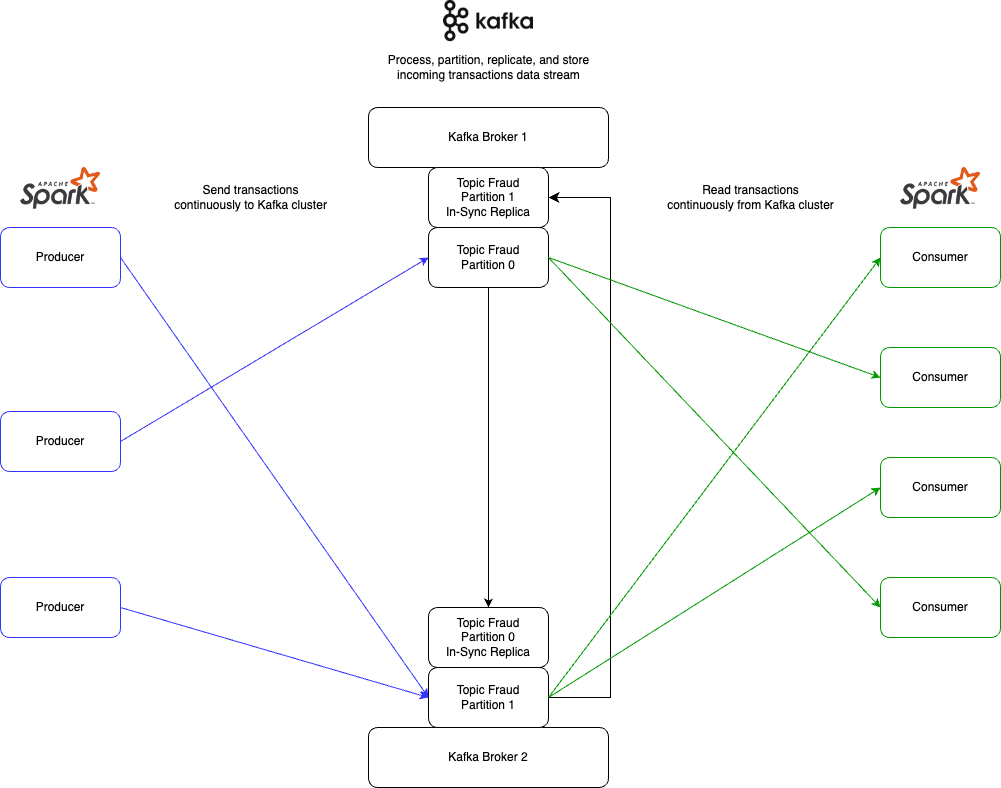 kafka
Process, partition, replicate, and store
incoming transactions data stream
Kafka Broker 1
APACHE
Spark
Send transactions
continuously to Kafka cluster
Topic Fraud
Partition 1
In-Sync Replica
Read transactions
continuously from Kafka cluster
APACHE
Spark
Producer
Topic Fraud
Partition 0
Consumer
Consumer
Producer
Consumer
Producer
Topic Fraud
Partition 0
In-Sync Replica
Consumer
Topic Fraud
Partition 1
Kafka Broker 2